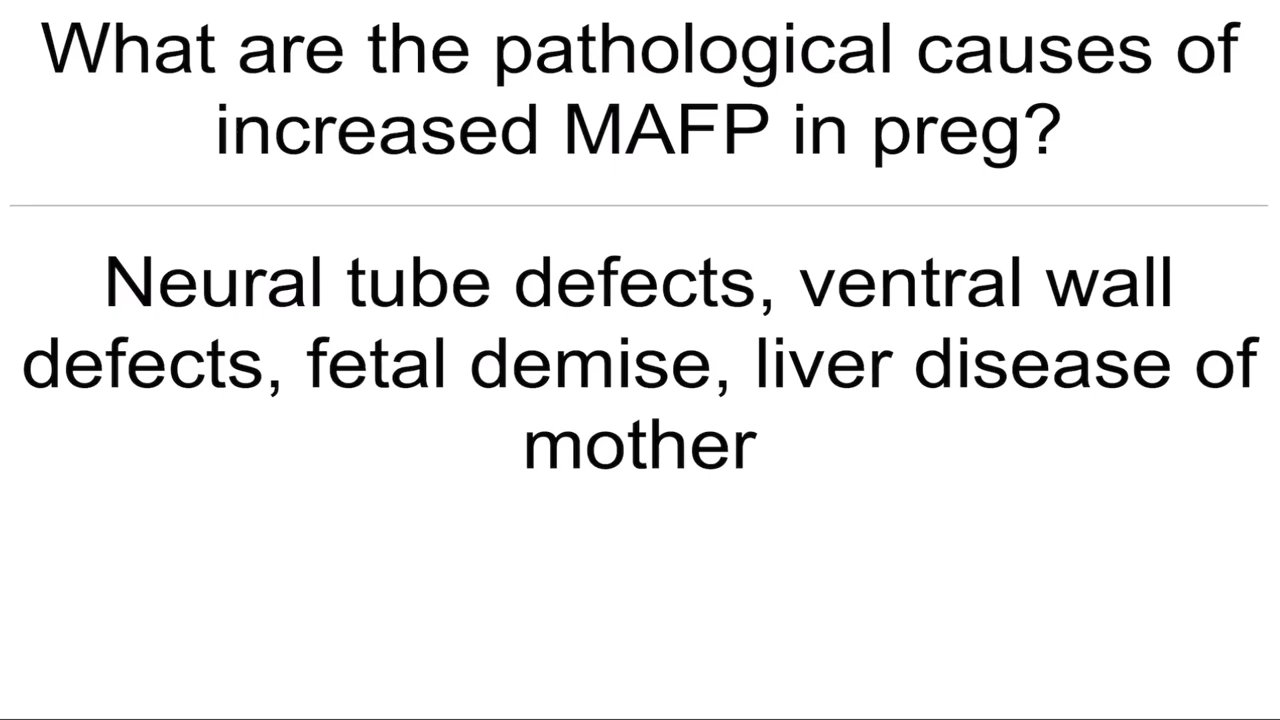 What are the pathological causes of
increased MAFP in preg?
Neural tube defects, ventral wall
defects, fetal demise, liver disease of
mother